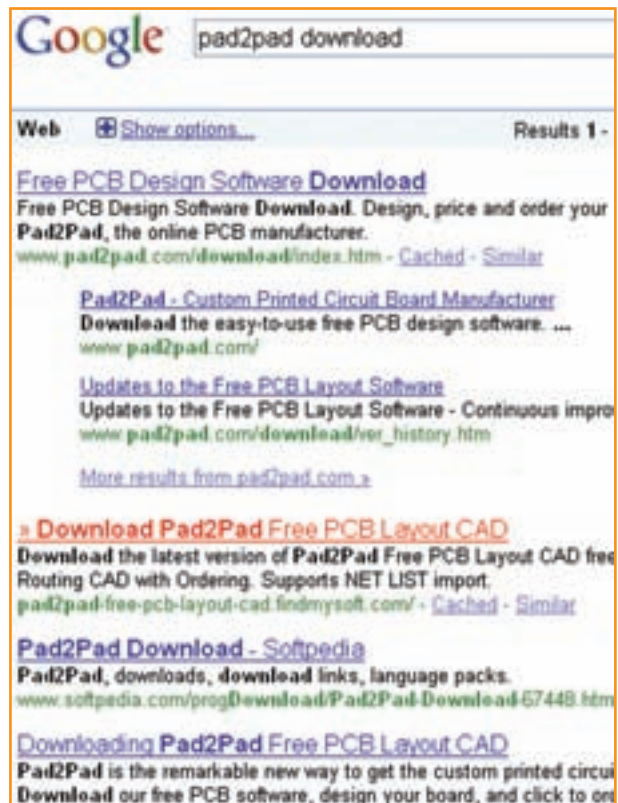 Google pad2pad download
Web Show options... Results 1 -
Free PCB Design Software Download
Free PCB Design Software Download. Design, price and order your
Pad2Pad, the online PCB manufacturer.
www.pad2pad.com/download/index.htm - Cached - Similar
Pad2Pad - Custom Printed Circuit Board Manufacturer
Download the easy-to-use free PCB design software. ...
www.pad2pad.com/
Updates to the Free PCB Layout Software
Updates to the Free PCB Layout Software - Continuous impro
www.pad2pad.com/download/ver_history.htm
More results from pad2pad.com »
» Download Pad2Pad Free PCB Layout CAD
Download the latest version of Pad2Pad Free PCB Layout CAD free
Routing CAD with Ordering. Supports NET LIST import.
pad2pad-free-pcb-layout-cad.findmysoft.com/ - Cached - Similar
Pad2Pad Download - Softpedia
Pad2Pad, downloads, download links, language packs.
www.softpedia.com/progDownload/Pad2Pad-Download-67448.htm
Downloading Pad2Pad Free PCB Layout CAD
Pad2Pad is the remarkable new way to get the custom printed circui
Download our free PCB software, design your board, and click to ord